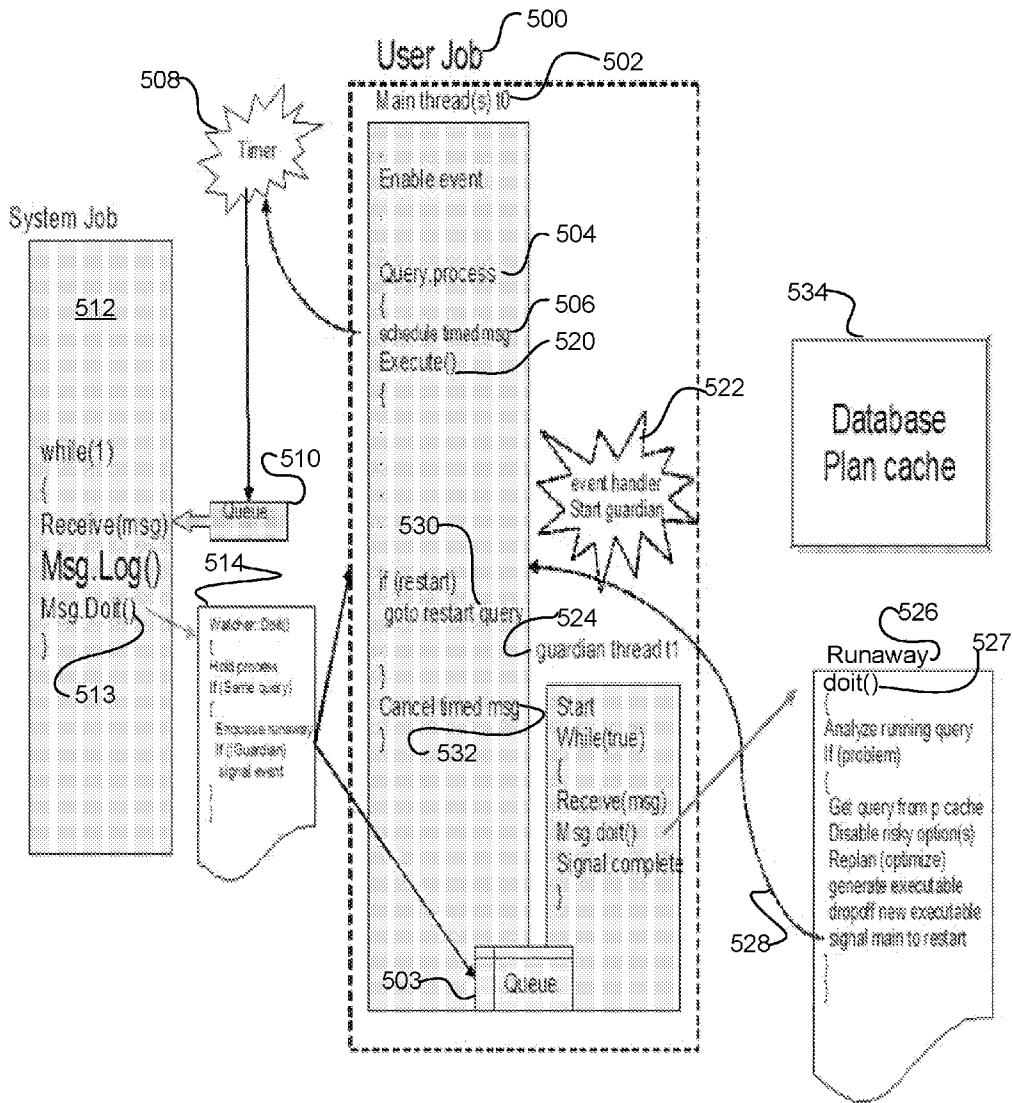 500
User Job
502
Main thread(s) t0
508
Timer
Enable event
System Job
504
Query.process
{
506
schedule timed msg
520
Execute()
{
512
534
522
Database
Plan cache
event handler
Start guardian
while(1)
{
510
Queue
Receive(msg)
530
Msg.Log()
514
if (restart)
goto restart query
Msg.Doit()
}
524
guardian thread t1
526
527
Runaway
doit()
{
Watcher::Doit()
{
Hold process
If (Same query)
{
Enqueue runaway
If (!Guardian)
signal event
}
513
}
Cancel timed msg
}
532
Start
While(true)
{
Receive(msg)
Msg.doit()
Signal complete
}
Analyze running query
If (problem)
{
Get query from p cache
Disable risky option(s)
Replan (optimize)
generate executable
dropoff new executable
signal main to restart
}
528
503
Queue